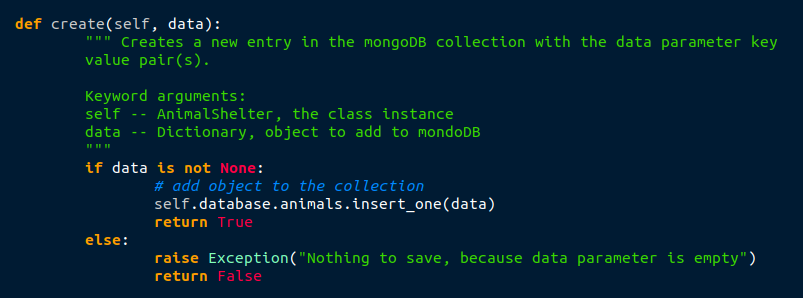 def create(self, data):
""" Creates a new entry in the mongoDB collection with the data parameter key
value pair(s).
Keyword arguments:
self -- AnimalShelter, the class instance
data -- Dictionary, object to add to mondoDB
"""
if data is not None:
# add object to the collection
self.database.animals.insert_one(data)
return True
else:
raise Exception("Nothing to save, because data parameter is empty")
return False